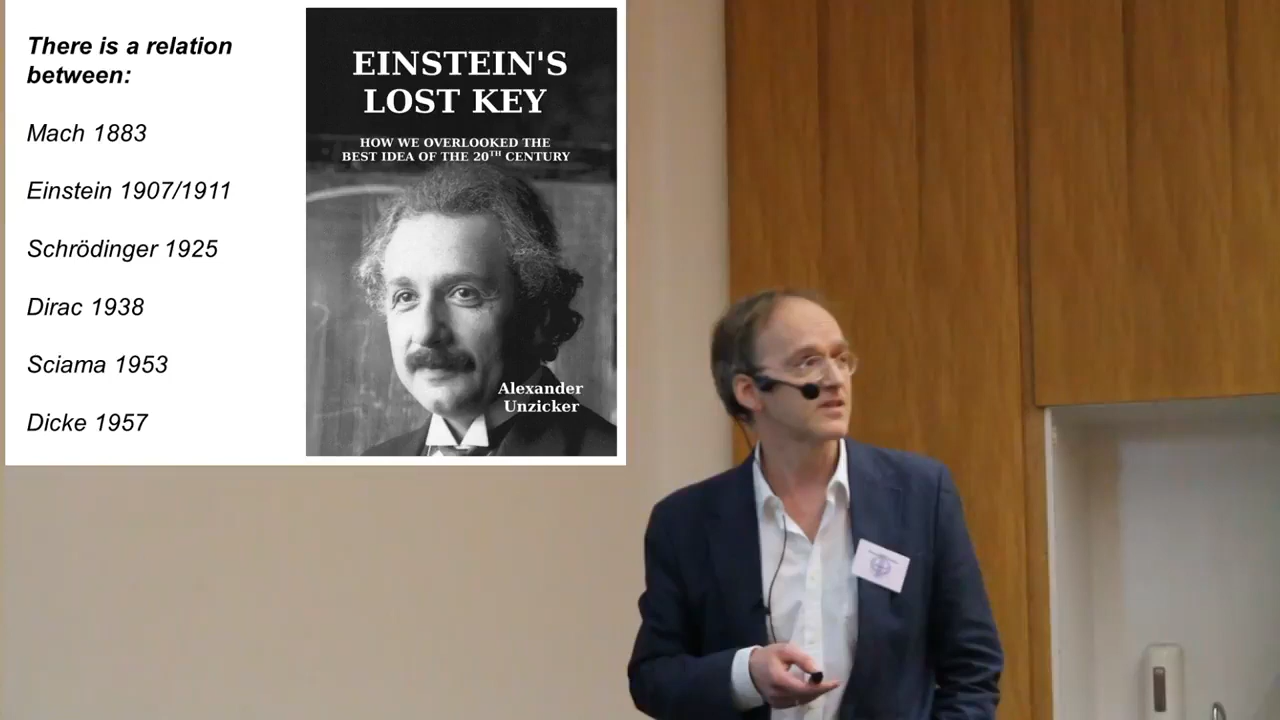 There is a relation
between:
Mach 1883
Einstein 1907/1911
Schrödinger 1925
Dirac 1938
Sciama 1953
Dicke 1957
EINSTEIN'S
LOST KEY
HOW WE OVERLOOKED THE
BEST IDEA OF THE 20TH CENTURY
Alexander
Unzicker